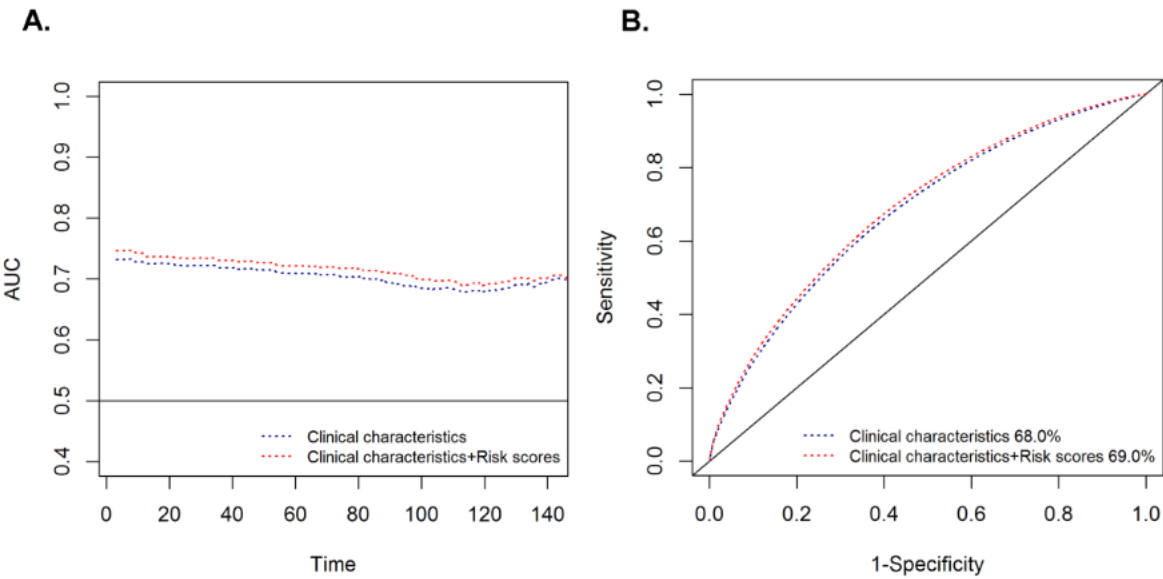 A.
AUC
1.0
0.9
0.8
0.7
0.6
0.5
0.4
Clinical characteristics
Clinical characteristics+Risk scores
0 20 40 60 80 100 120 140
Time
B.
Sensitivity
1.0
0.8
0.6
0.4
0.2
0.0
Clinical characteristics 68.0%
Clinical characteristics+Risk scores 69.0%
0.0 0.2 0.4 0.6 0.8 1.0
1-Specificity